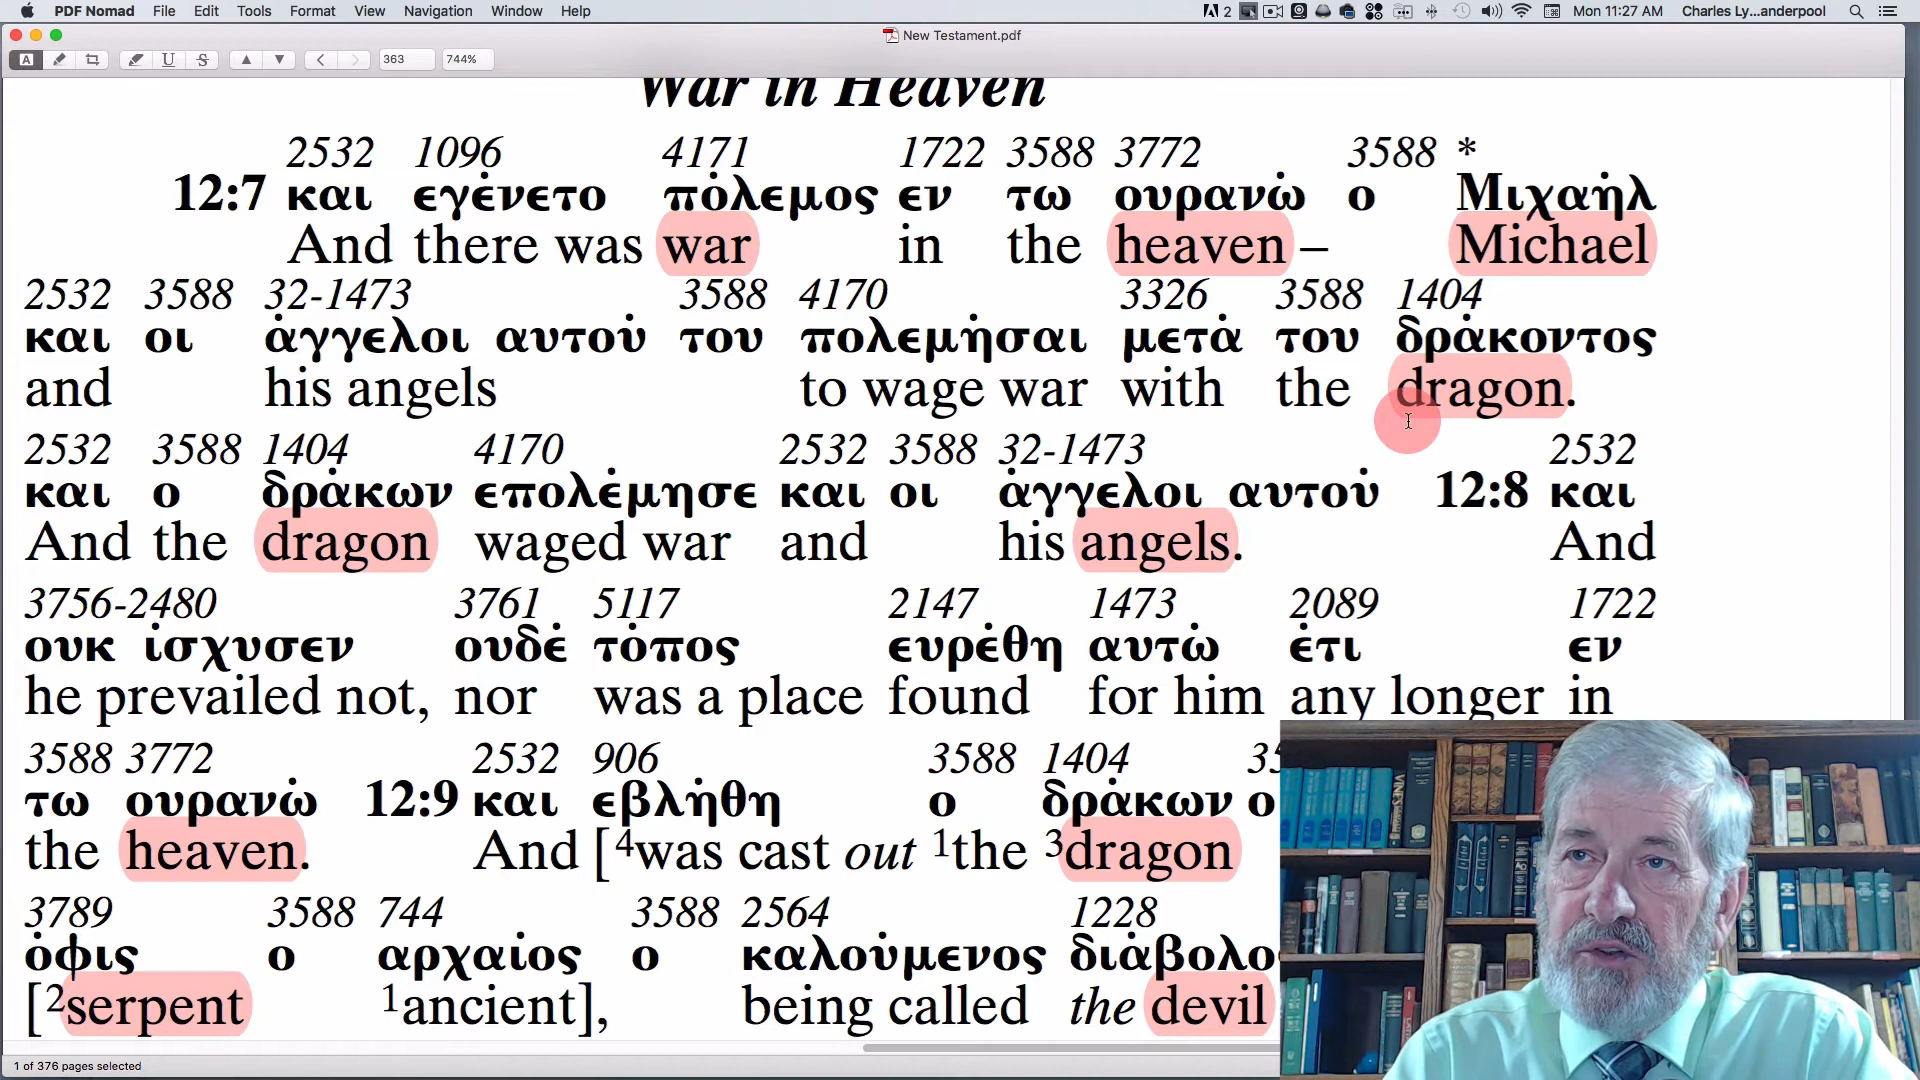 PDF Nomad File Edit Tools Format View Navigation Window Help 2 Mon 11:27 AM Charles Ly...anderpool
New Testament.pdf
A U S 363 744%
War in Heaven
2532 1096 4171 1722 3588 3772 3588 *
12:7 και εγένετο πόλεμος εν τω ουρανώ ο Μιχαήλ
And there was war in the heaven – Michael
2532 3588 32-1473 3588 4170 3326 3588 1404
και οι άγγελοι αυτού του πολεμήσαι μετά του δράκοντος
and his angels to wage war with the dragon.
2532 3588 1404 4170 2532 3588 32-1473 2532
και ο δράκων επολέμησε και οι άγγελοι αυτού 12:8 και
And the dragon waged war and his angels. And
3756-2480 3761 5117 2147 1473 2089 1722
ουκ ίσχυσεν ουδέ τόπος ευρέθη αυτώ έτι εν
he prevailed not, nor was a place found for him any longer in
3588 3772 2532 906 3588 1404
τω ουρανώ 12:9 και εβλήθη ο δράκων ο
the heaven. And [4was cast out 1the 3dragon
3789 3588 744 3588 2564 1228
όφις ο αρχαίος ο καλούμενος
[2serpent 1ancient], being called the devil
1 of 376 pages selected